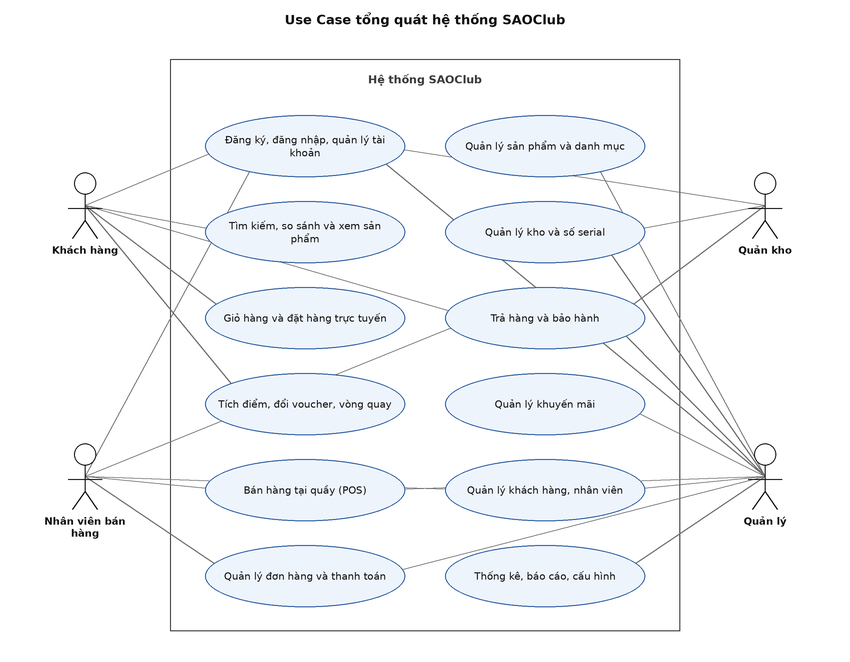 Use Case tổng quát hệ thống SAOClub
Hệ thống SAOClub
Đăng ký, đăng nhập, quản lý tài
khoản
Quản lý sản phẩm và danh mục
Khách hàng
Tìm kiếm, so sánh và xem sản
phẩm
Quản lý kho và số serial
Quản kho
Giỏ hàng và đặt hàng trực tuyến
Trả hàng và bảo hành
Tích điểm, đổi voucher, vòng quay
Quản lý khuyến mãi
Nhân viên bán
hàng
Bán hàng tại quầy (POS)
Quản lý khách hàng, nhân viên
Quản lý
Quản lý đơn hàng và thanh toán
Thống kê, báo cáo, cấu hình